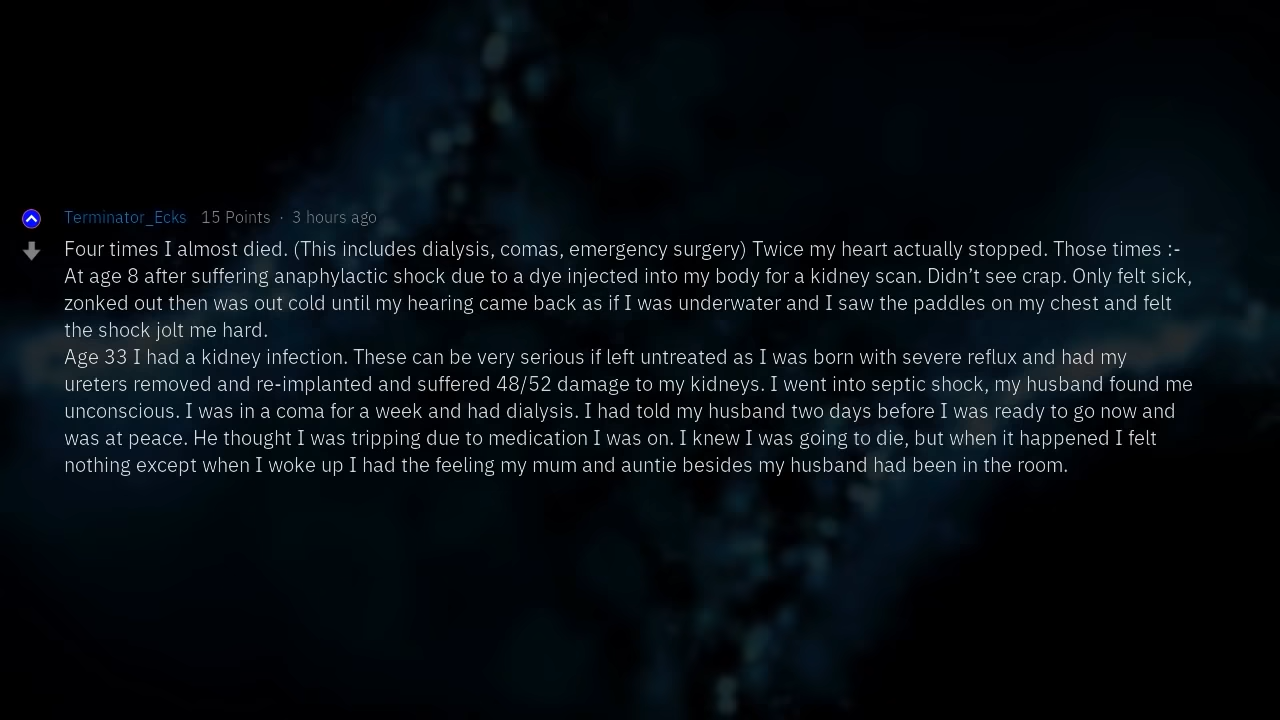 Terminator_Ecks 15 Points · 3 hours ago
Four times I almost died. (This includes dialysis, comas, emergency surgery) Twice my heart actually stopped. Those times :-
At age 8 after suffering anaphylactic shock due to a dye injected into my body for a kidney scan. Didn’t see crap. Only felt sick,
zonked out then was out cold until my hearing came back as if I was underwater and I saw the paddles on my chest and felt
the shock jolt me hard.
Age 33 I had a kidney infection. These can be very serious if left untreated as I was born with severe reflux and had my
ureters removed and re-implanted and suffered 48/52 damage to my kidneys. I went into septic shock, my husband found me
unconscious. I was in a coma for a week and had dialysis. I had told my husband two days before I was ready to go now and
was at peace. He thought I was tripping due to medication I was on. I knew I was going to die, but when it happened I felt
nothing except when I woke up I had the feeling my mum and auntie besides my husband had been in the room.